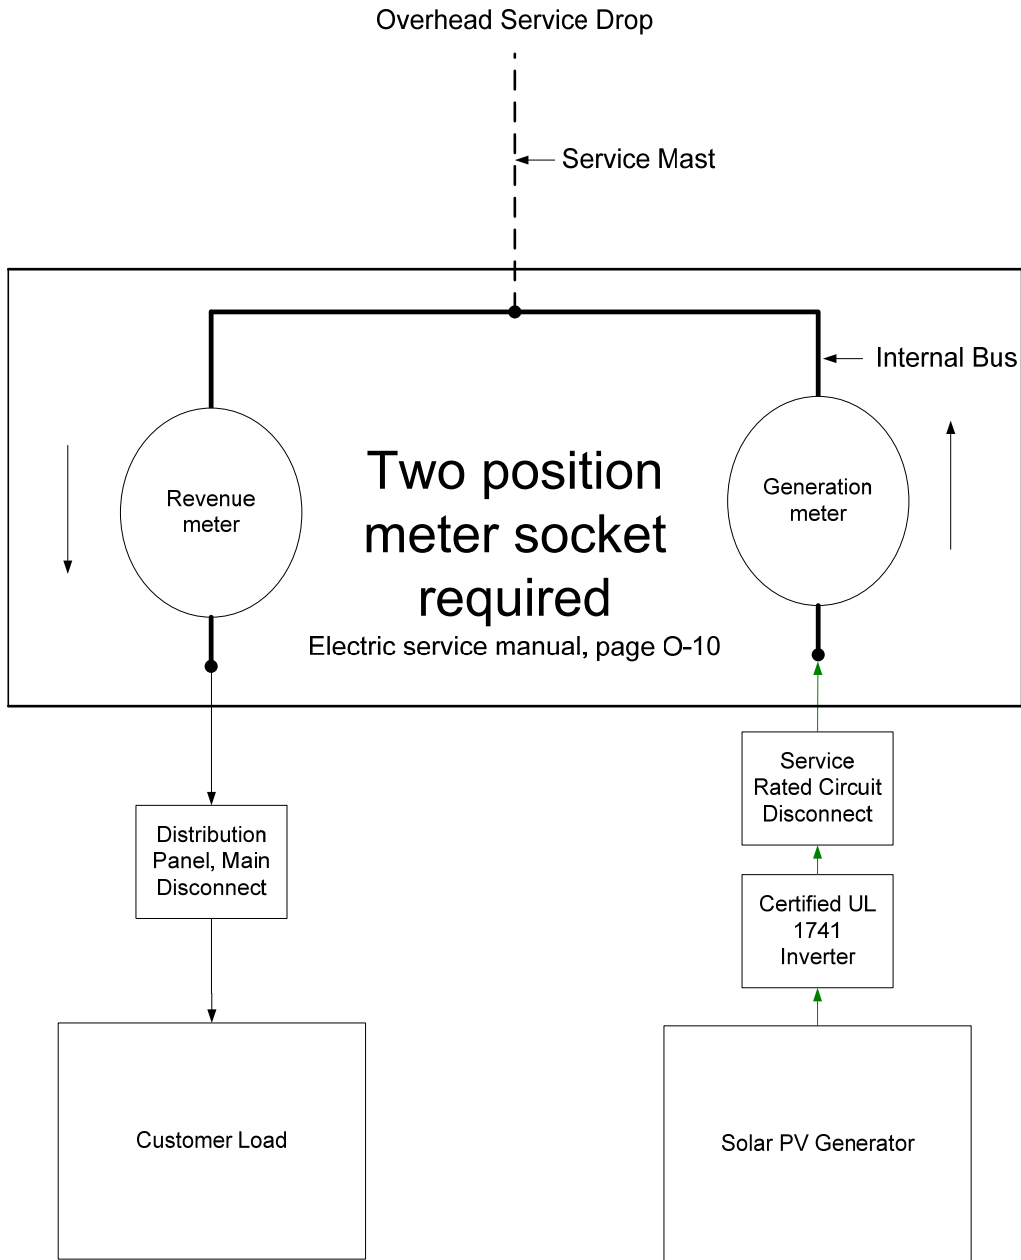 Overhead Service Drop
Service Mast
Internal Bus
Revenue
meter
Two position
meter socket
required
Electric service manual, page O-10
Generation
meter
Distribution
Panel, Main
Disconnect
Service
Rated Circuit
Disconnect
Certified UL
1741
Inverter
Customer Load
Solar PV Generator